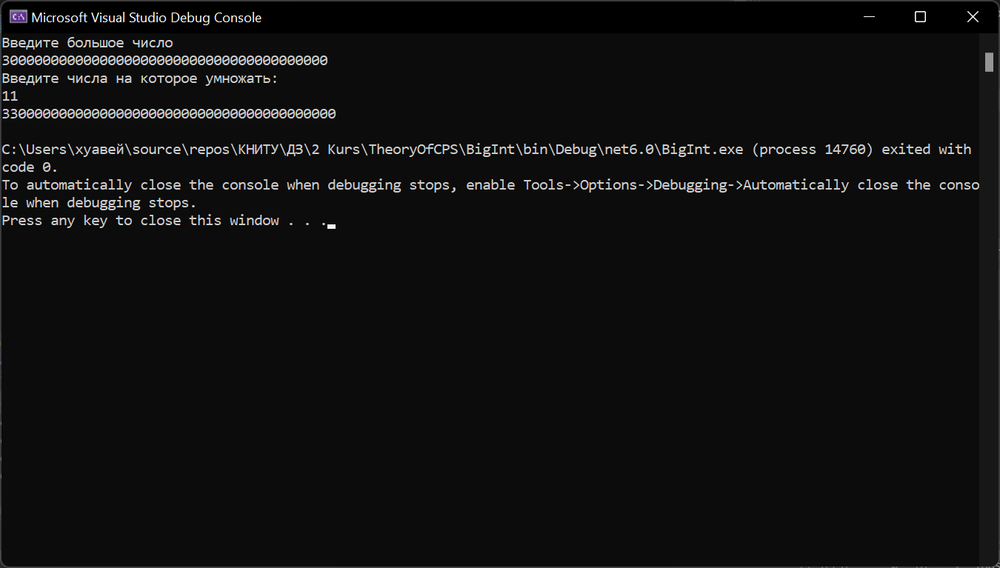 Microsoft Visual Studio Debug Console
Введите большое число
3000000000000000000000000000000000000000
Введите числа на которое умножать:
11
33000000000000000000000000000000000000000
C:\Users\хуавей\source\repos\КНИТУ\ДЗ\2 Kurs\TheoryOfCPS\BigInt\bin\Debug\net6.0\BigInt.exe (process 14760) exited with
code 0.
To automatically close the console when debugging stops, enable Tools->Options->Debugging->Automatically close the conso
le when debugging stops.
Press any key to close this window . . .